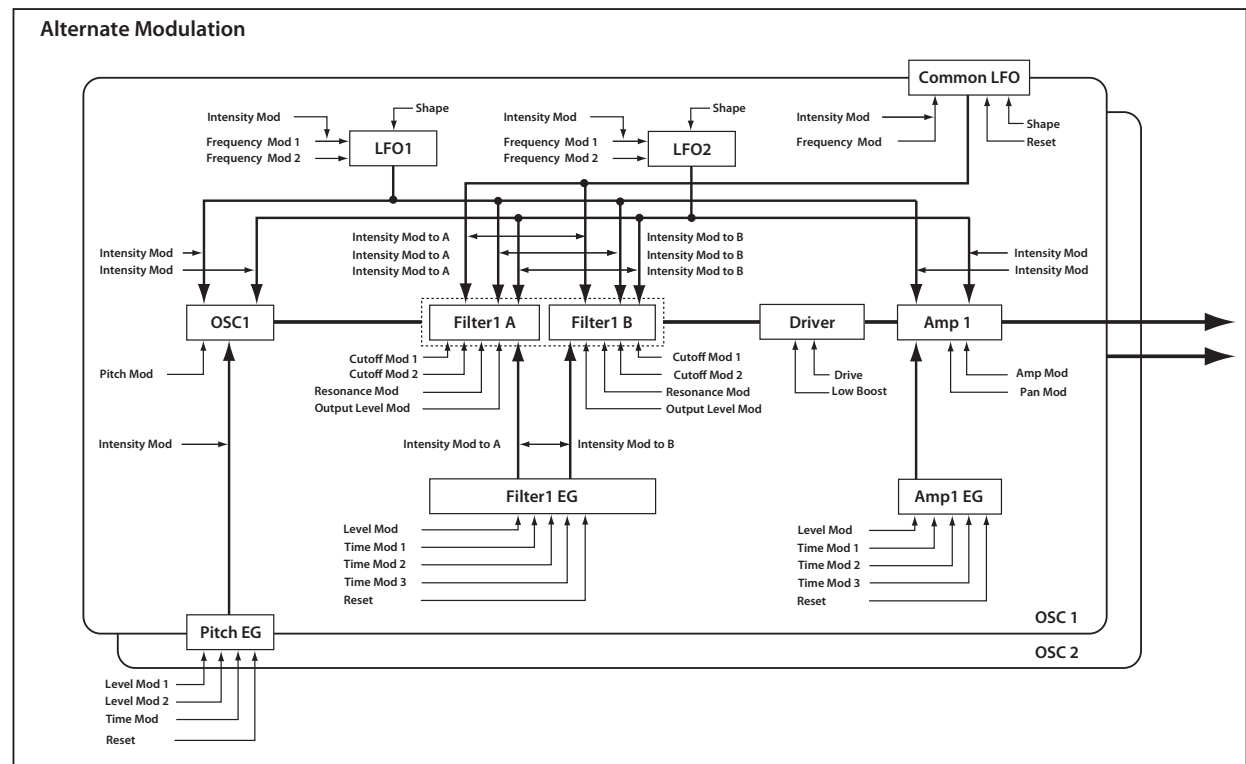 Alternate Modulation
Common LFO
Shape
Shape
Intensity Mod
Intensity Mod
Intensity Mod
Shape
Frequency Mod 1
Frequency Mod 1
Frequency Mod
Reset
LFO1
LFO2
Frequency Mod 2
Frequency Mod 2
Intensity Mod to A
Intensity Mod to B
Intensity Mod
Intensity Mod to A
Intensity Mod to B
Intensity Mod
Intensity Mod
Intensity Mod to A
Intensity Mod to B
Intensity Mod
OSC1
Filter1 A
Filter1 B
Driver
Amp 1
Cutoff Mod 1
Cutoff Mod 1
Pitch Mod
Cutoff Mod 2
Cutoff Mod 2
Drive
Amp Mod
Resonance Mod
Resonance Mod
Low Boost
Pan Mod
Output Level Mod
Output Level Mod
Intensity Mod
Intensity Mod to A
Intensity Mod to B
Filter1 EG
Amp1 EG
Level Mod
Level Mod
Time Mod 1
Time Mod 1
Time Mod 2
Time Mod 2
Time Mod 3
Time Mod 3
Reset
Reset
OSC 1
Pitch EG
OSC 2
Level Mod 1
Level Mod 2
Time Mod
Reset